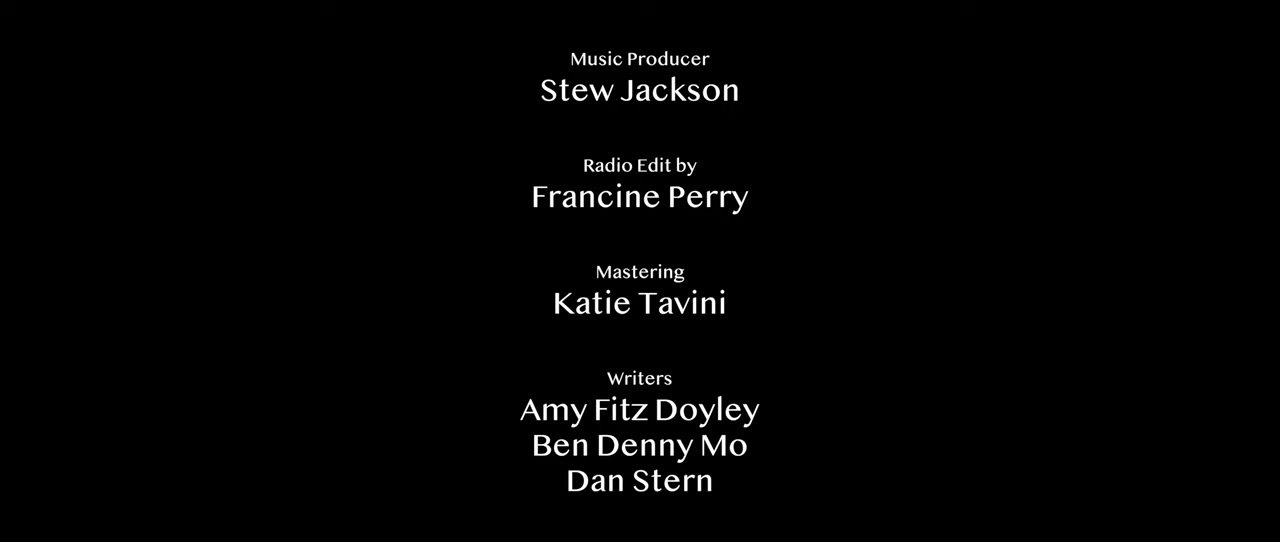 Music Producer
Stew Jackson
Radio Edit by
Francine Perry
Mastering
Katie Tavini
Writers
Amy Fitz Doyley
Ben Denny Mo
Dan Stern